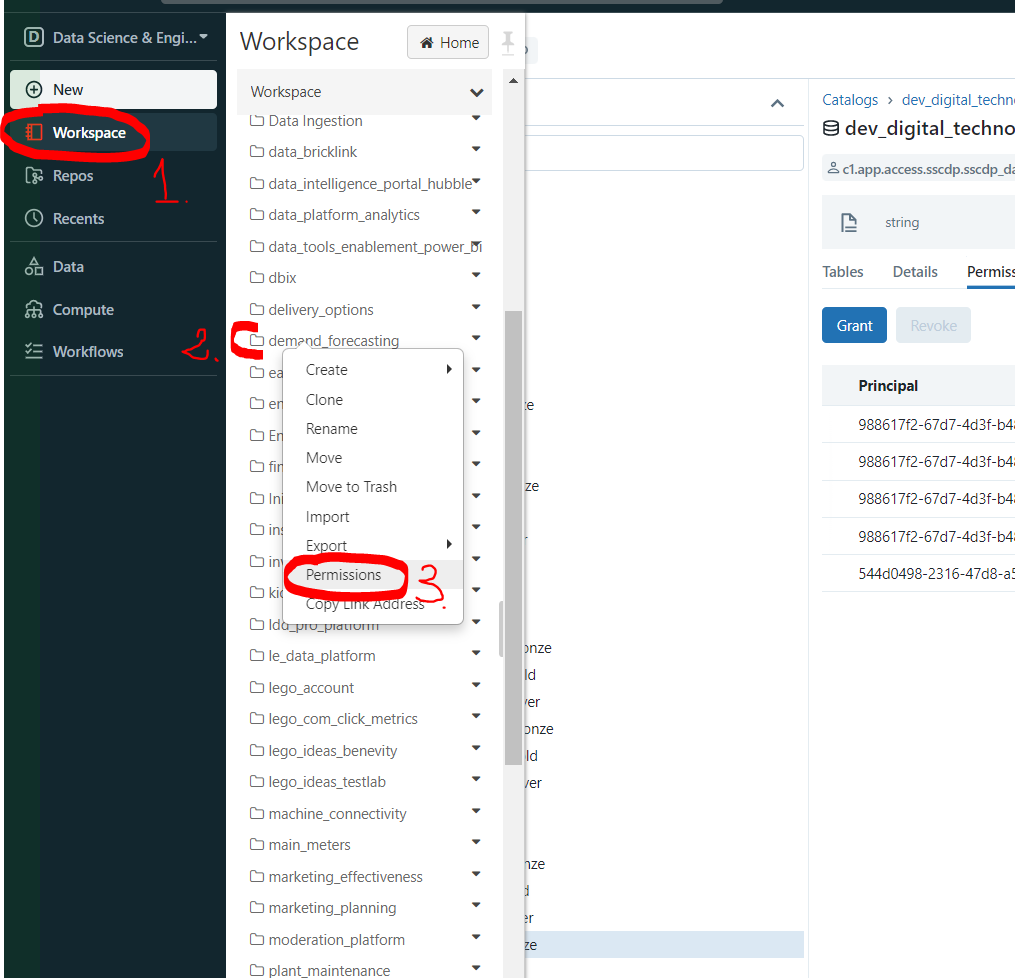 Data Science & Engi...
New
Workspace
1.
Repos
Recents
Data
Compute
Workflows
2.
Workspace
Home
Workspace
Data Ingestion
data_bricklink
data_intelligence_portal_hubble
data_platform_analytics
data_tools_enablement_power_bi
dbix
delivery_options
demand_forecasting
ea
en
En
fin
Ini
ins
inv
kic
ldd_pro_platform
le_data_platform
lego_account
lego_com_click_metrics
lego_ideas_benevity
lego_ideas_testlab
machine_connectivity
main_meters
marketing_effectiveness
marketing_planning
moderation_platform
plant_maintenance
Create
Clone
Rename
Move
Move to Trash
Import
Export
Permissions
3.
Copy Link Address
ze
ze
onze
ld
ver
onze
ld
ver
nze
d
er
ze
Catalogs > dev_digital_techno
dev_digital_techno
c1.app.access.sscdp.sscdp_da
string
Tables Details Permiss
Grant Revoke
Principal
988617f2-67d7-4d3f-b48
988617f2-67d7-4d3f-b48
988617f2-67d7-4d3f-b48
988617f2-67d7-4d3f-b48
544d0498-2316-47d8-a5